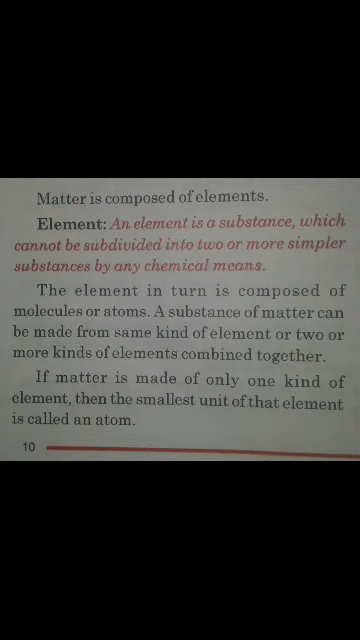 Matter is composed of elements.
Element: An element is a substance, which
cannot be subdivided into two or more simpler
substances by any chemical means.
The element in turn is composed of
molecules or atoms. A substance of matter can
be made from same kind of element or two or
more kinds of elements combined together.
If matter is made of only one kind of
element, then the smallest unit of that element
is called an atom.
10